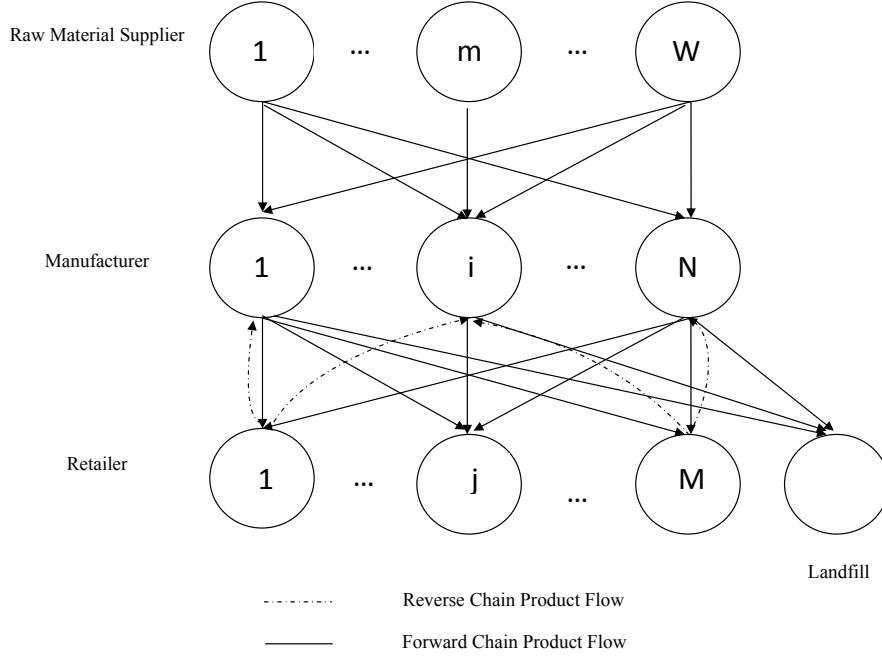 Raw Material Supplier
1 ... m ... W
Manufacturer
1 ... i ... N
Retailer
1 ... j ... M
Landfill
Reverse Chain Product Flow
Forward Chain Product Flow